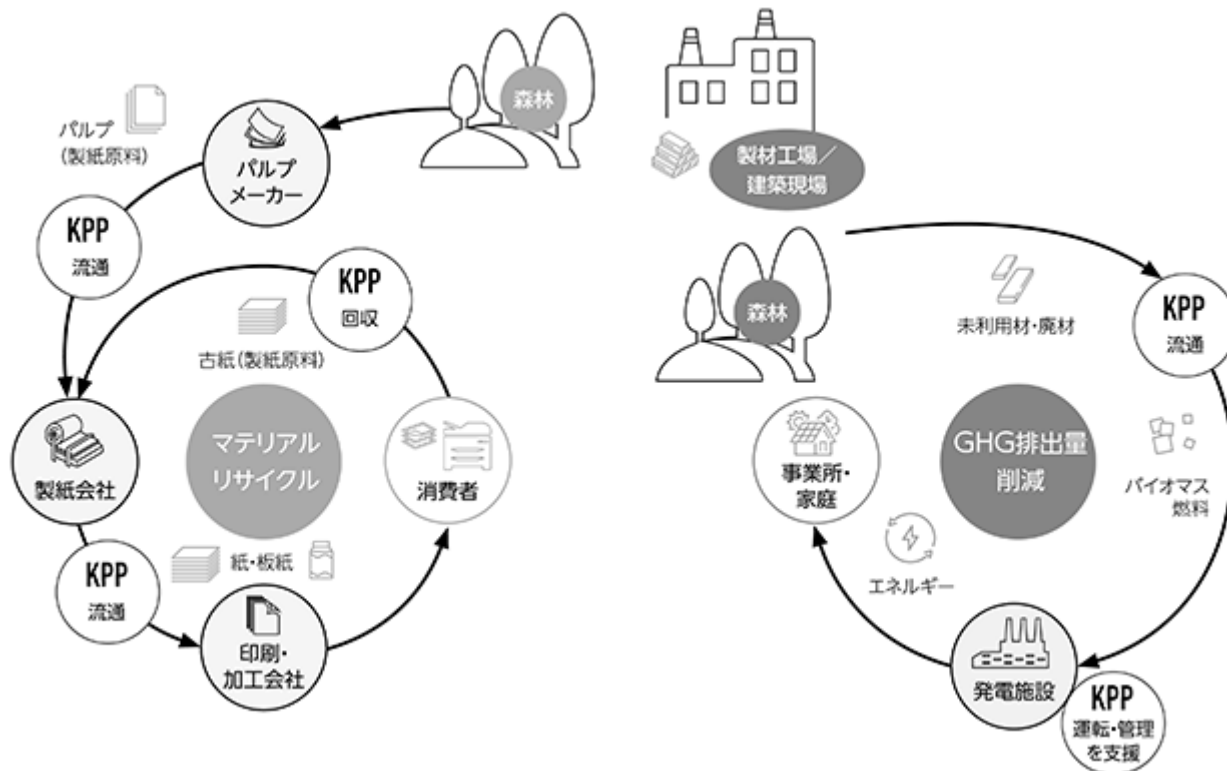 森林
パルプ
(製紙原料)
パルプ
メーカー
KPP
流通
KPP
回収
古紙(製紙原料)
製紙会社
マテリアル
リサイクル
消費者
KPP
流通
紙・板紙
印刷・
加工会社
製材工場／
建築現場
森林
未利用材・廃材
KPP
流通
事業所・
家庭
GHG排出量
削減
バイオマス
燃料
エネルギー
発電施設
KPP
運転・管理
を支援